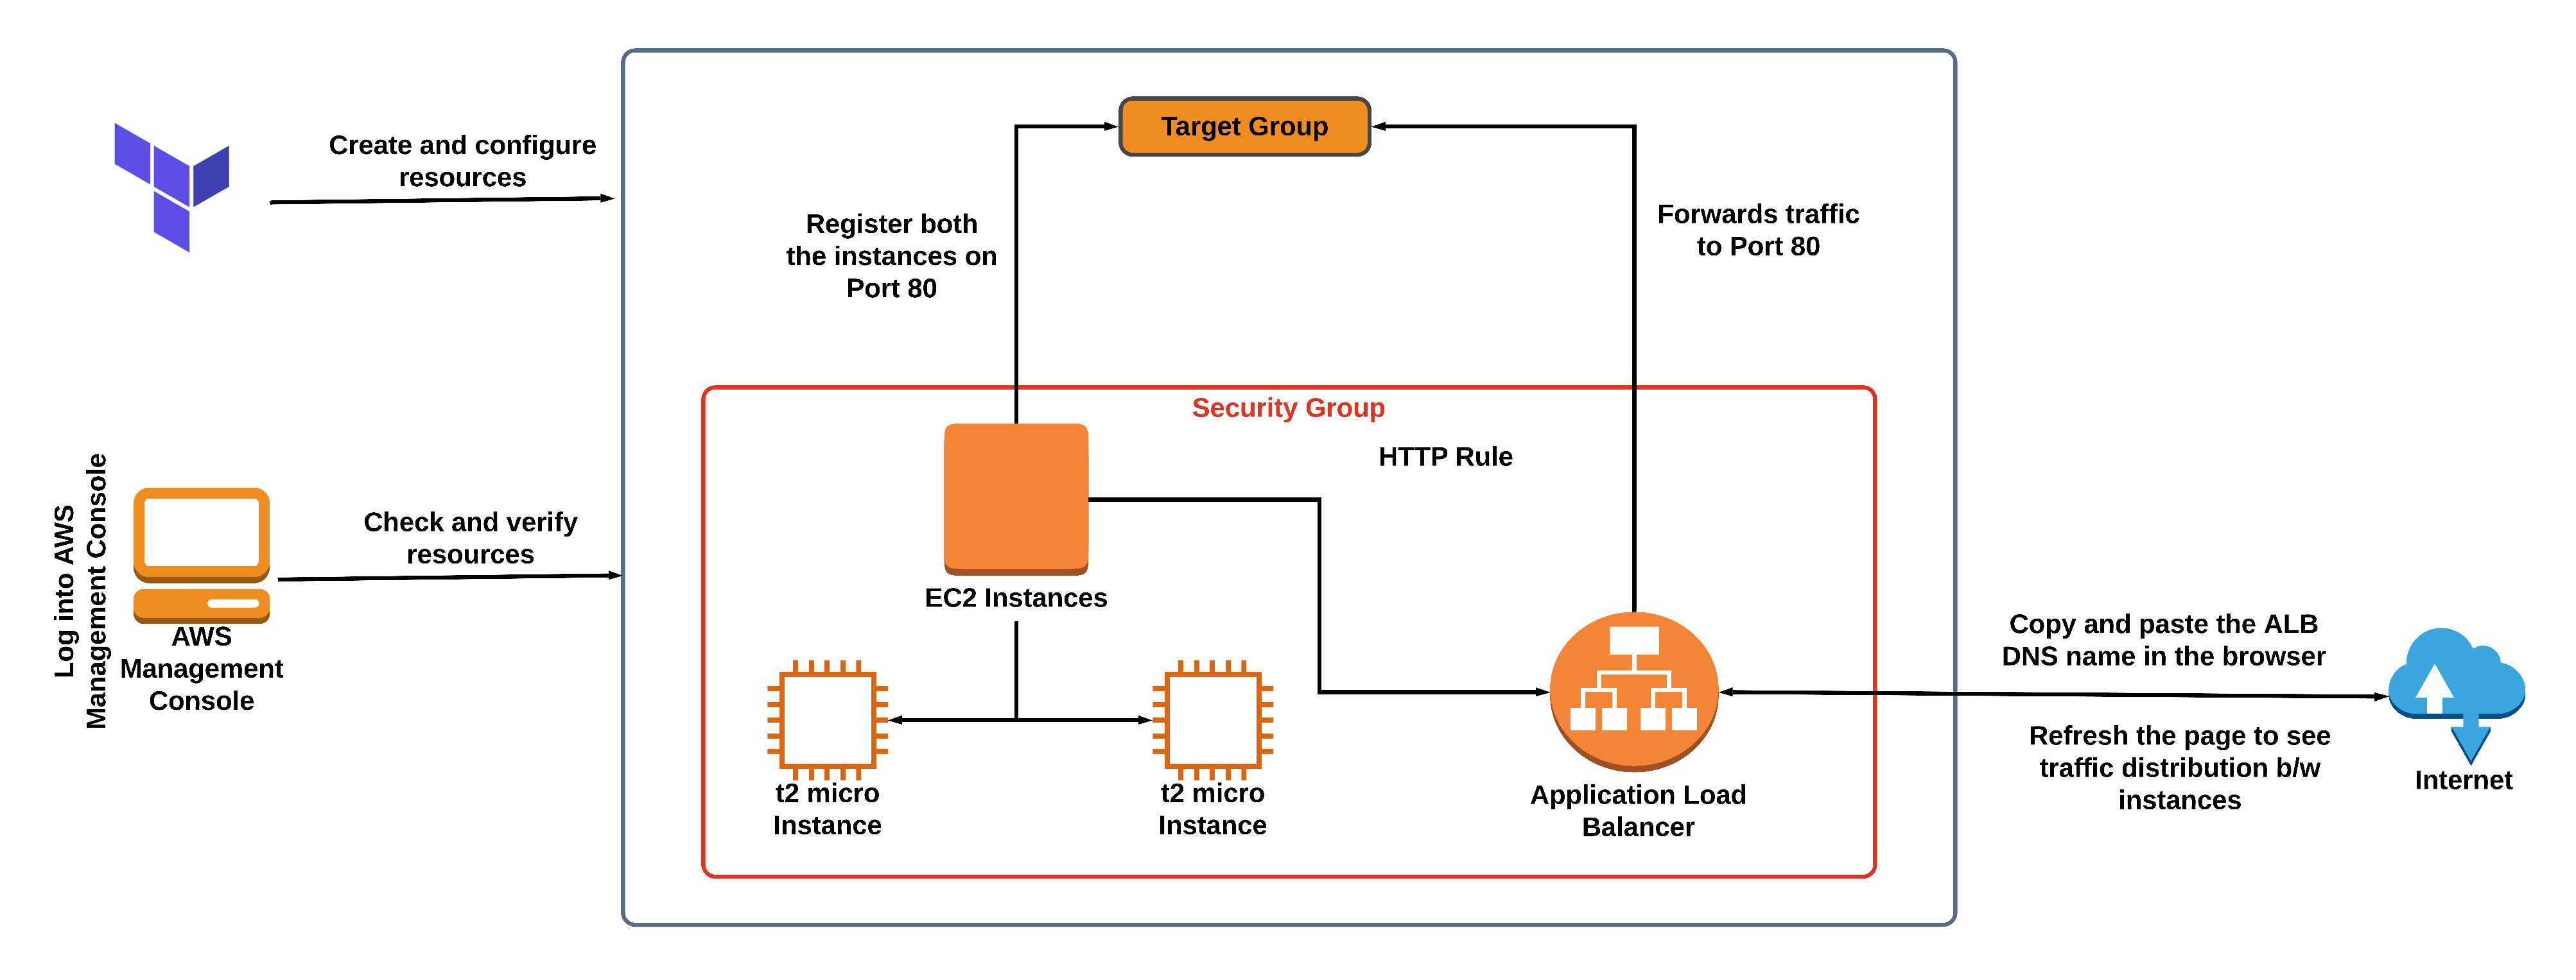 Create and configure
resources
Target Group
Register both
the instances on
Port 80
Forwards traffic
to Port 80
Security Group
HTTP Rule
Log into AWS
Management Console
AWS
Management
Console
Check and verify
resources
EC2 Instances
t2 micro
Instance
t2 micro
Instance
Application Load
Balancer
Copy and paste the ALB
DNS name in the browser
Refresh the page to see
traffic distribution b/w
instances
Internet